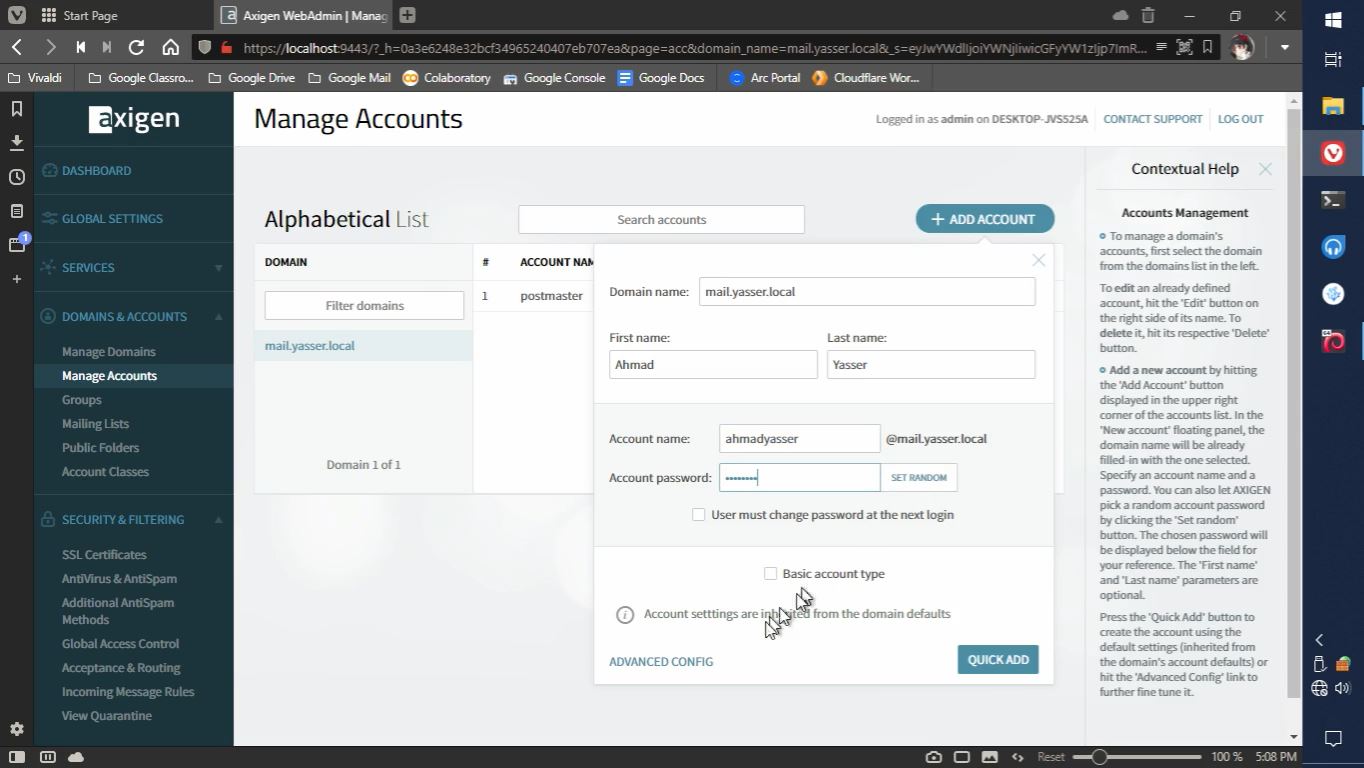 Start Page
a Axigen WebAdmin | Manag
https://localhost:9443/?_h=0a3e6248e32bcf34965240407eb707ea&page=acc&domain_name=mail.yasser.local&_s=eyJwYWdlIjoiYWNjIiwicGFyYW1zIjp7ImR...
Vivaldi
Google Classro...
Google Drive
Google Mail
Colaboratory
Google Console
Google Docs
Arc Portal
Cloudflare Wor...
axigen
Manage Accounts
Logged in as admin on DESKTOP-JVS525A
CONTACT SUPPORT
LOG OUT
DASHBOARD
GLOBAL SETTINGS
SERVICES
DOMAINS & ACCOUNTS
Manage Domains
Manage Accounts
Groups
Mailing Lists
Public Folders
Account Classes
SECURITY & FILTERING
SSL Certificates
AntiVirus & AntiSpam
Additional AntiSpam
Methods
Global Access Control
Acceptance & Routing
Incoming Message Rules
View Quarantine
Alphabetical List
Search accounts
+ ADD ACCOUNT
DOMAIN
# ACCOUNT NAM
Filter domains
1 postmaster
mail.yasser.local
Domain 1 of 1
Domain name: mail.yasser.local
First name: Last name:
Ahmad Yasser
Account name: ahmadyasser @mail.yasser.local
Account password: •••••••• SET RANDOM
User must change password at the next login
Basic account type
Account setttings are inherited from the domain defaults
ADVANCED CONFIG
QUICK ADD
Contextual Help
Accounts Management
To manage a domain's
accounts, first select the domain
from the domains list in the left.
To edit an already defined
account, hit the 'Edit' button on
the right side of its name. To
delete it, hit its respective 'Delete'
button.
Add a new account by hitting
the 'Add Account' button
displayed in the upper right
corner of the accounts list. In the
'New account' floating panel, the
domain name will be already
filled-in with the one selected.
Specify an account name and a
password. You can also let AXIGEN
pick a random account password
by clicking the 'Set random'
button. The chosen password will
be displayed below the field for
your reference. The 'First name'
and 'Last name' parameters are
optional.
Press the 'Quick Add' button to
create the account using the
default settings (inherited from
the domain's account defaults) or
hit the 'Advanced Config' link to
further fine tune it.
1
Reset
100 %
5:08 PM